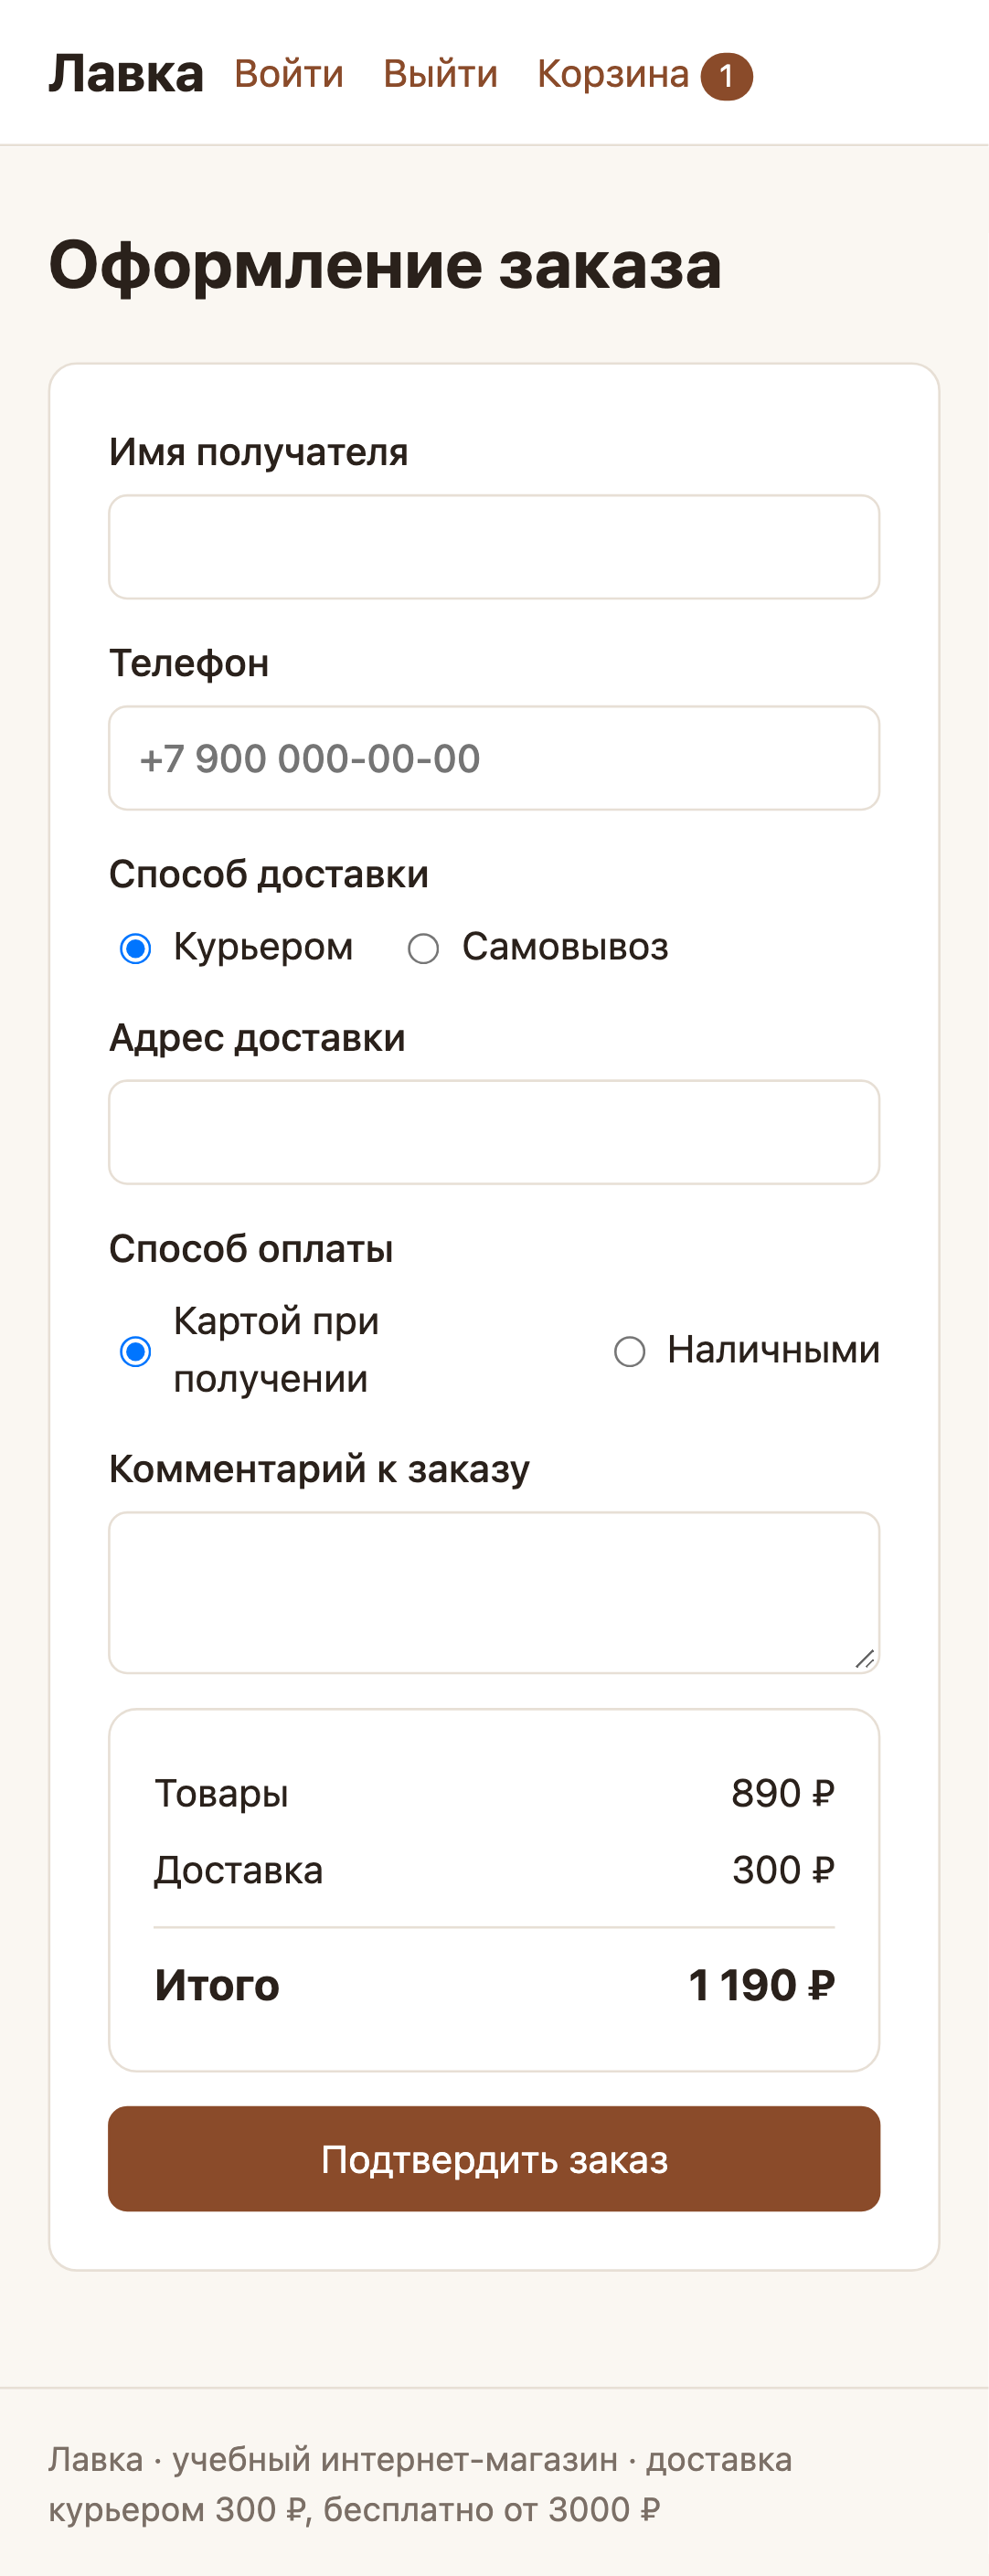 Лавка Войти Выйти Корзина 1
Оформление заказа
Имя получателя
Телефон
+7 900 000-00-00
Способ доставки
Курьером Самовывоз
Адрес доставки
Способ оплаты
Картой при
получении
Наличными
Комментарий к заказу
Товары 890 ₽
Доставка 300 ₽
Итого 1 190 ₽
Подтвердить заказ
Лавка · учебный интернет-магазин · доставка
курьером 300 ₽, бесплатно от 3000 ₽